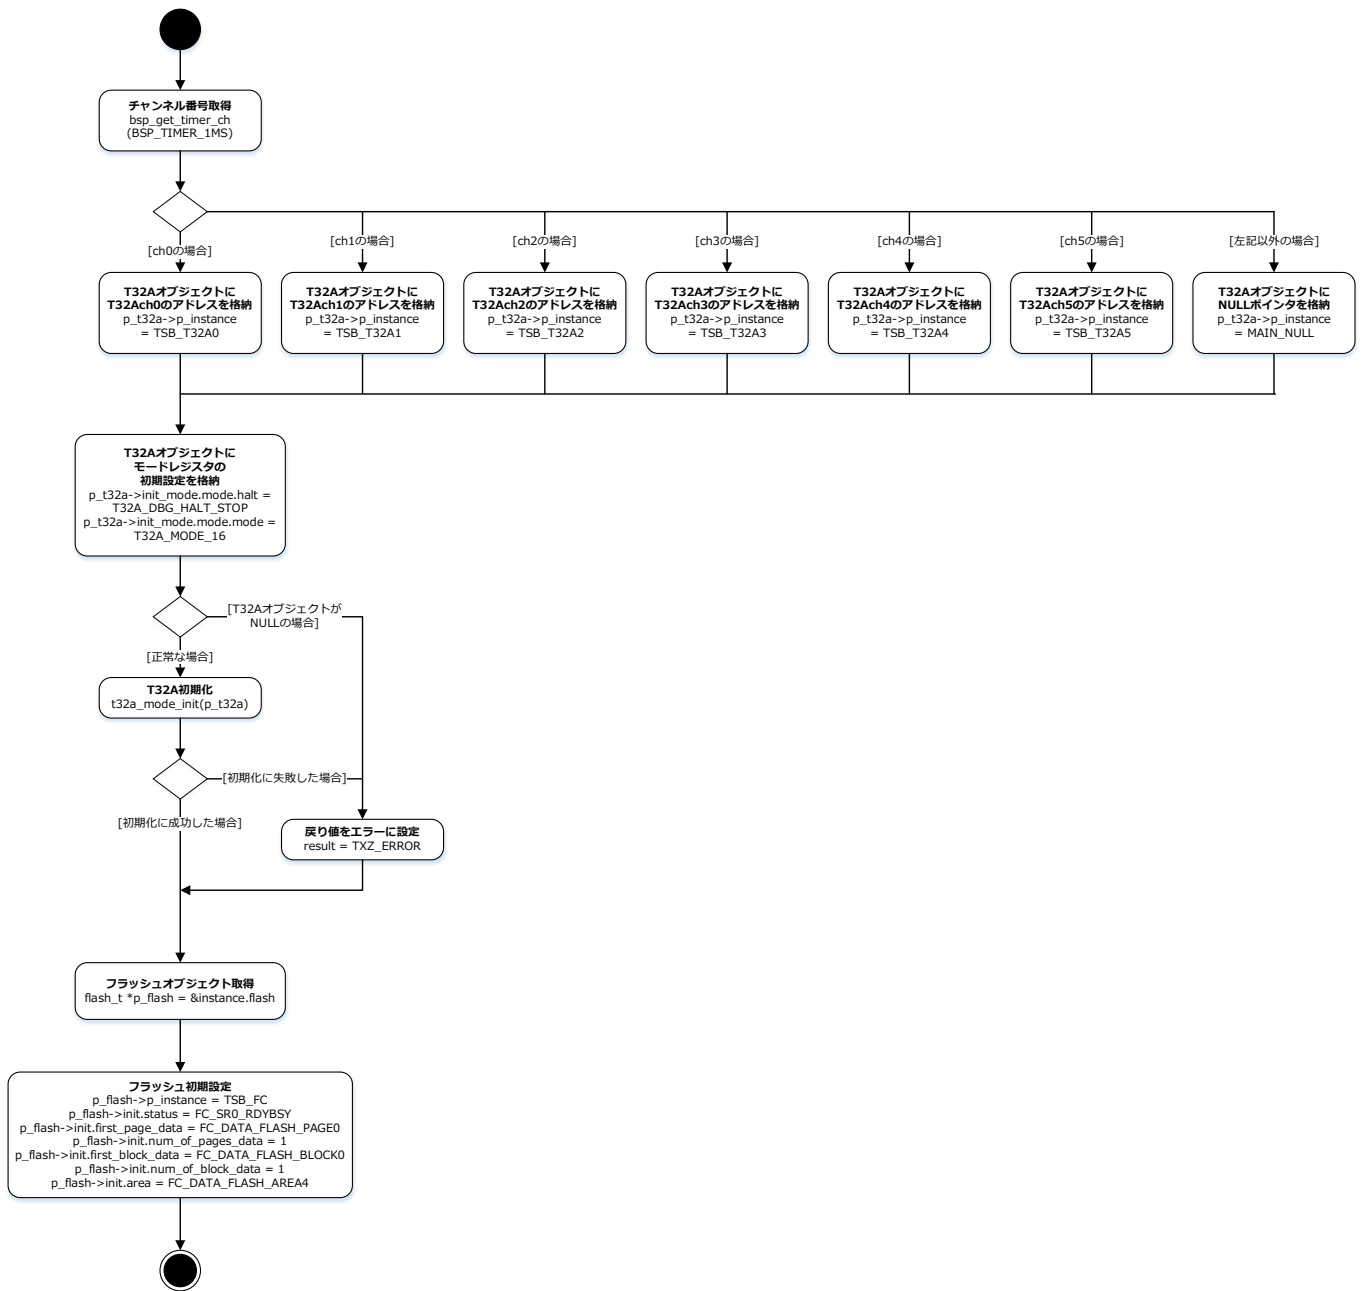 チャンネル番号取得
bsp_get_timer_ch
(BSP_TIMER_1MS)
[ch0の場合]
[ch1の場合]
[ch2の場合]
[ch3の場合]
[ch4の場合]
[ch5の場合]
[左記以外の場合]
T32Aオブジェクトに
T32Ach0のアドレスを格納
p_t32a->p_instance
= TSB_T32A0
T32Aオブジェクトに
T32Ach1のアドレスを格納
p_t32a->p_instance
= TSB_T32A1
T32Aオブジェクトに
T32Ach2のアドレスを格納
p_t32a->p_instance
= TSB_T32A2
T32Aオブジェクトに
T32Ach3のアドレスを格納
p_t32a->p_instance
= TSB_T32A3
T32Aオブジェクトに
T32Ach4のアドレスを格納
p_t32a->p_instance
= TSB_T32A4
T32Aオブジェクトに
T32Ach5のアドレスを格納
p_t32a->p_instance
= TSB_T32A5
T32Aオブジェクトに
NULLポインタを格納
p_t32a->p_instance
= MAIN_NULL
T32Aオブジェクトに
モードレジスタの
初期設定を格納
p_t32a->init_mode.mode.halt =
T32A_DBG_HALT_STOP
p_t32a->init_mode.mode.mode =
T32A_MODE_16
[T32Aオブジェクトが
NULLの場合]
[正常な場合]
T32A初期化
t32a_mode_init(p_t32a)
[初期化に失敗した場合]
[初期化に成功した場合]
戻り値をエラーに設定
result = TXZ_ERROR
フラッシュオブジェクト取得
flash_t *p_flash = &instance.flash
フラッシュ初期設定
p_flash->p_instance = TSB_FC
p_flash->init.status = FC_SR0_RDYBSY
p_flash->init.first_page_data = FC_DATA_FLASH_PAGE0
p_flash->init.num_of_pages_data = 1
p_flash->init.first_block_data = FC_DATA_FLASH_BLOCK0
p_flash->init.num_of_block_data = 1
p_flash->init.area = FC_DATA_FLASH_AREA4